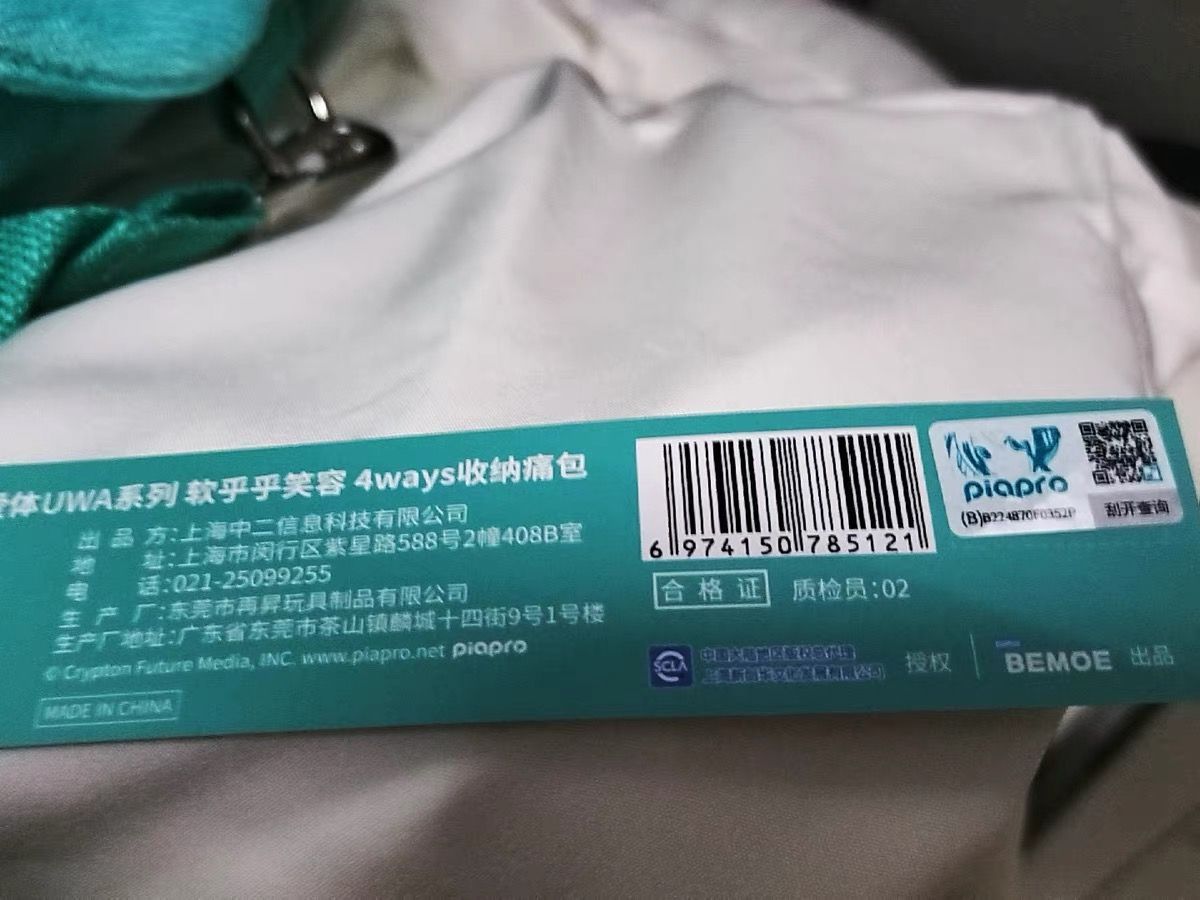 体UWA系列 软乎乎笑容 4ways收纳痛包
出品方:上海中二信息科技有限公司
地址:上海市闵行区紫星路588号2幢408B室
电话:021-25099255
生产厂:东莞市再昇玩具制品有限公司
生产厂地址:广东省东莞市茶山镇麟城十四街9号1号楼
© Crypton Future Media, INC. www.piapro.net piapro
MADE IN CHINA
6 974150 785121
合格证 质检员:02
piapro
刮开查询
SCLA
授权
BEMOE 出品